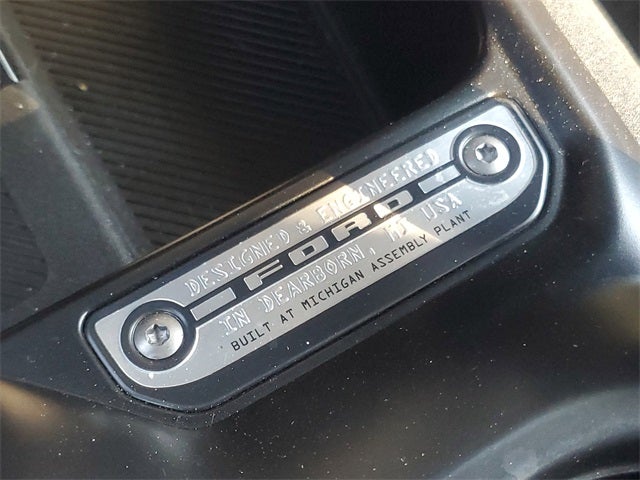 DESIGNED & ENGINEERED
FORD
IN DEARBORN, MI USA
BUILT AT MICHIGAN ASSEMBLY PLANT